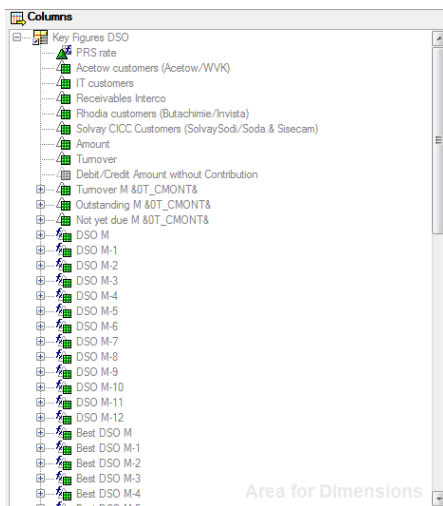 Columns
Key Figures DSO
PRS rate
Acetow customers (Acetow/WVK)
IT customers
Receivables Interco
Rhodia customers (Butachimie/Invista)
Solvay CICC Customers (SolvaySodi/Soda.& Sisecam)
Amount
Turnover
Debit/Credit Amount without Contribution
Turnover M &0T_CMONT&
Outstanding M &0T_CMONT&
Not yet due M &0T_CMONT&
DSO M
DSO M-1
DSO M-2
DSO M-3
DSO M-4
DSO M-5
DSO M-6
DSO M-7
DSO M-8
DSO M-9
DSO M-10
DSO M-11
DSO M-12
Best DSO M
Best DSO M-1
Best DSO M-2
Best DSO M-3
Best DSO M-4
Area for Dimensions